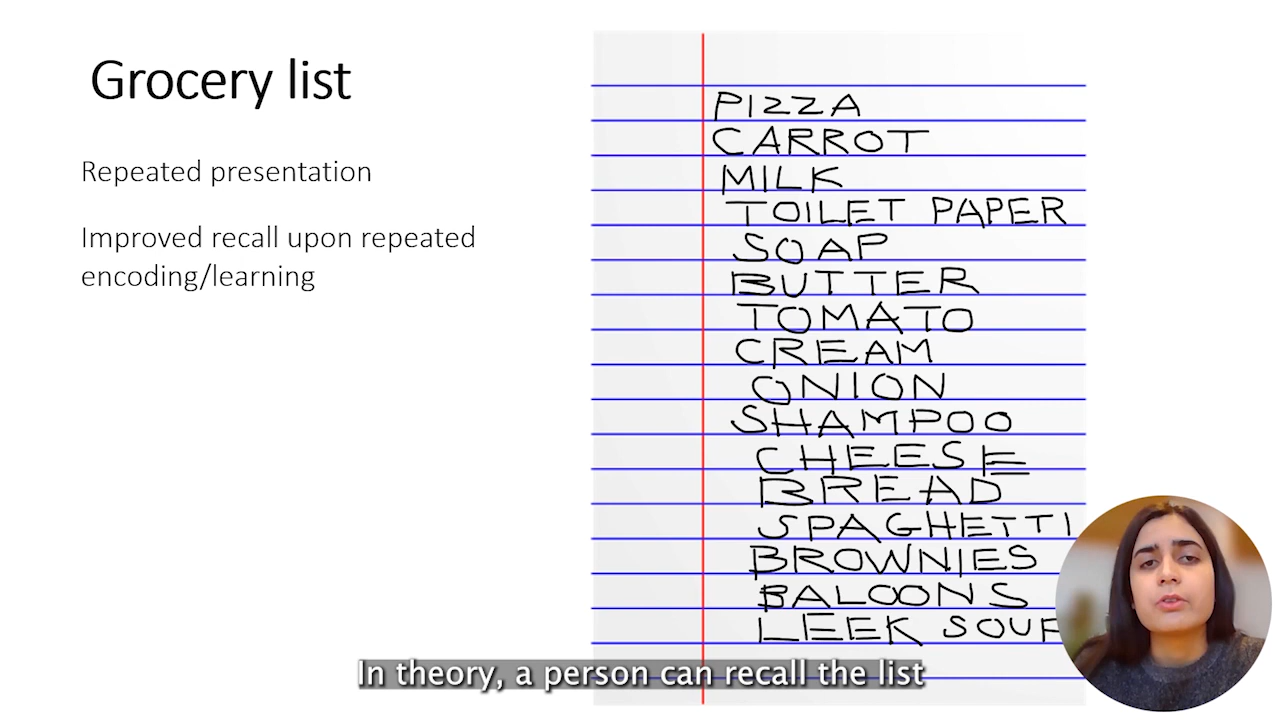 Grocery list
Repeated presentation
Improved recall upon repeated
encoding/learning
PIZZA
CARROT
MILK
TOILET PAPER
SOAP
BUTTER
TOMATO
CREAM
ONION
SHAMPOO
CHEESE
BREAD
SPAGHETTI
BROWNIES
BALOONS
LEEK SOUP
In theory, a person can recall the list